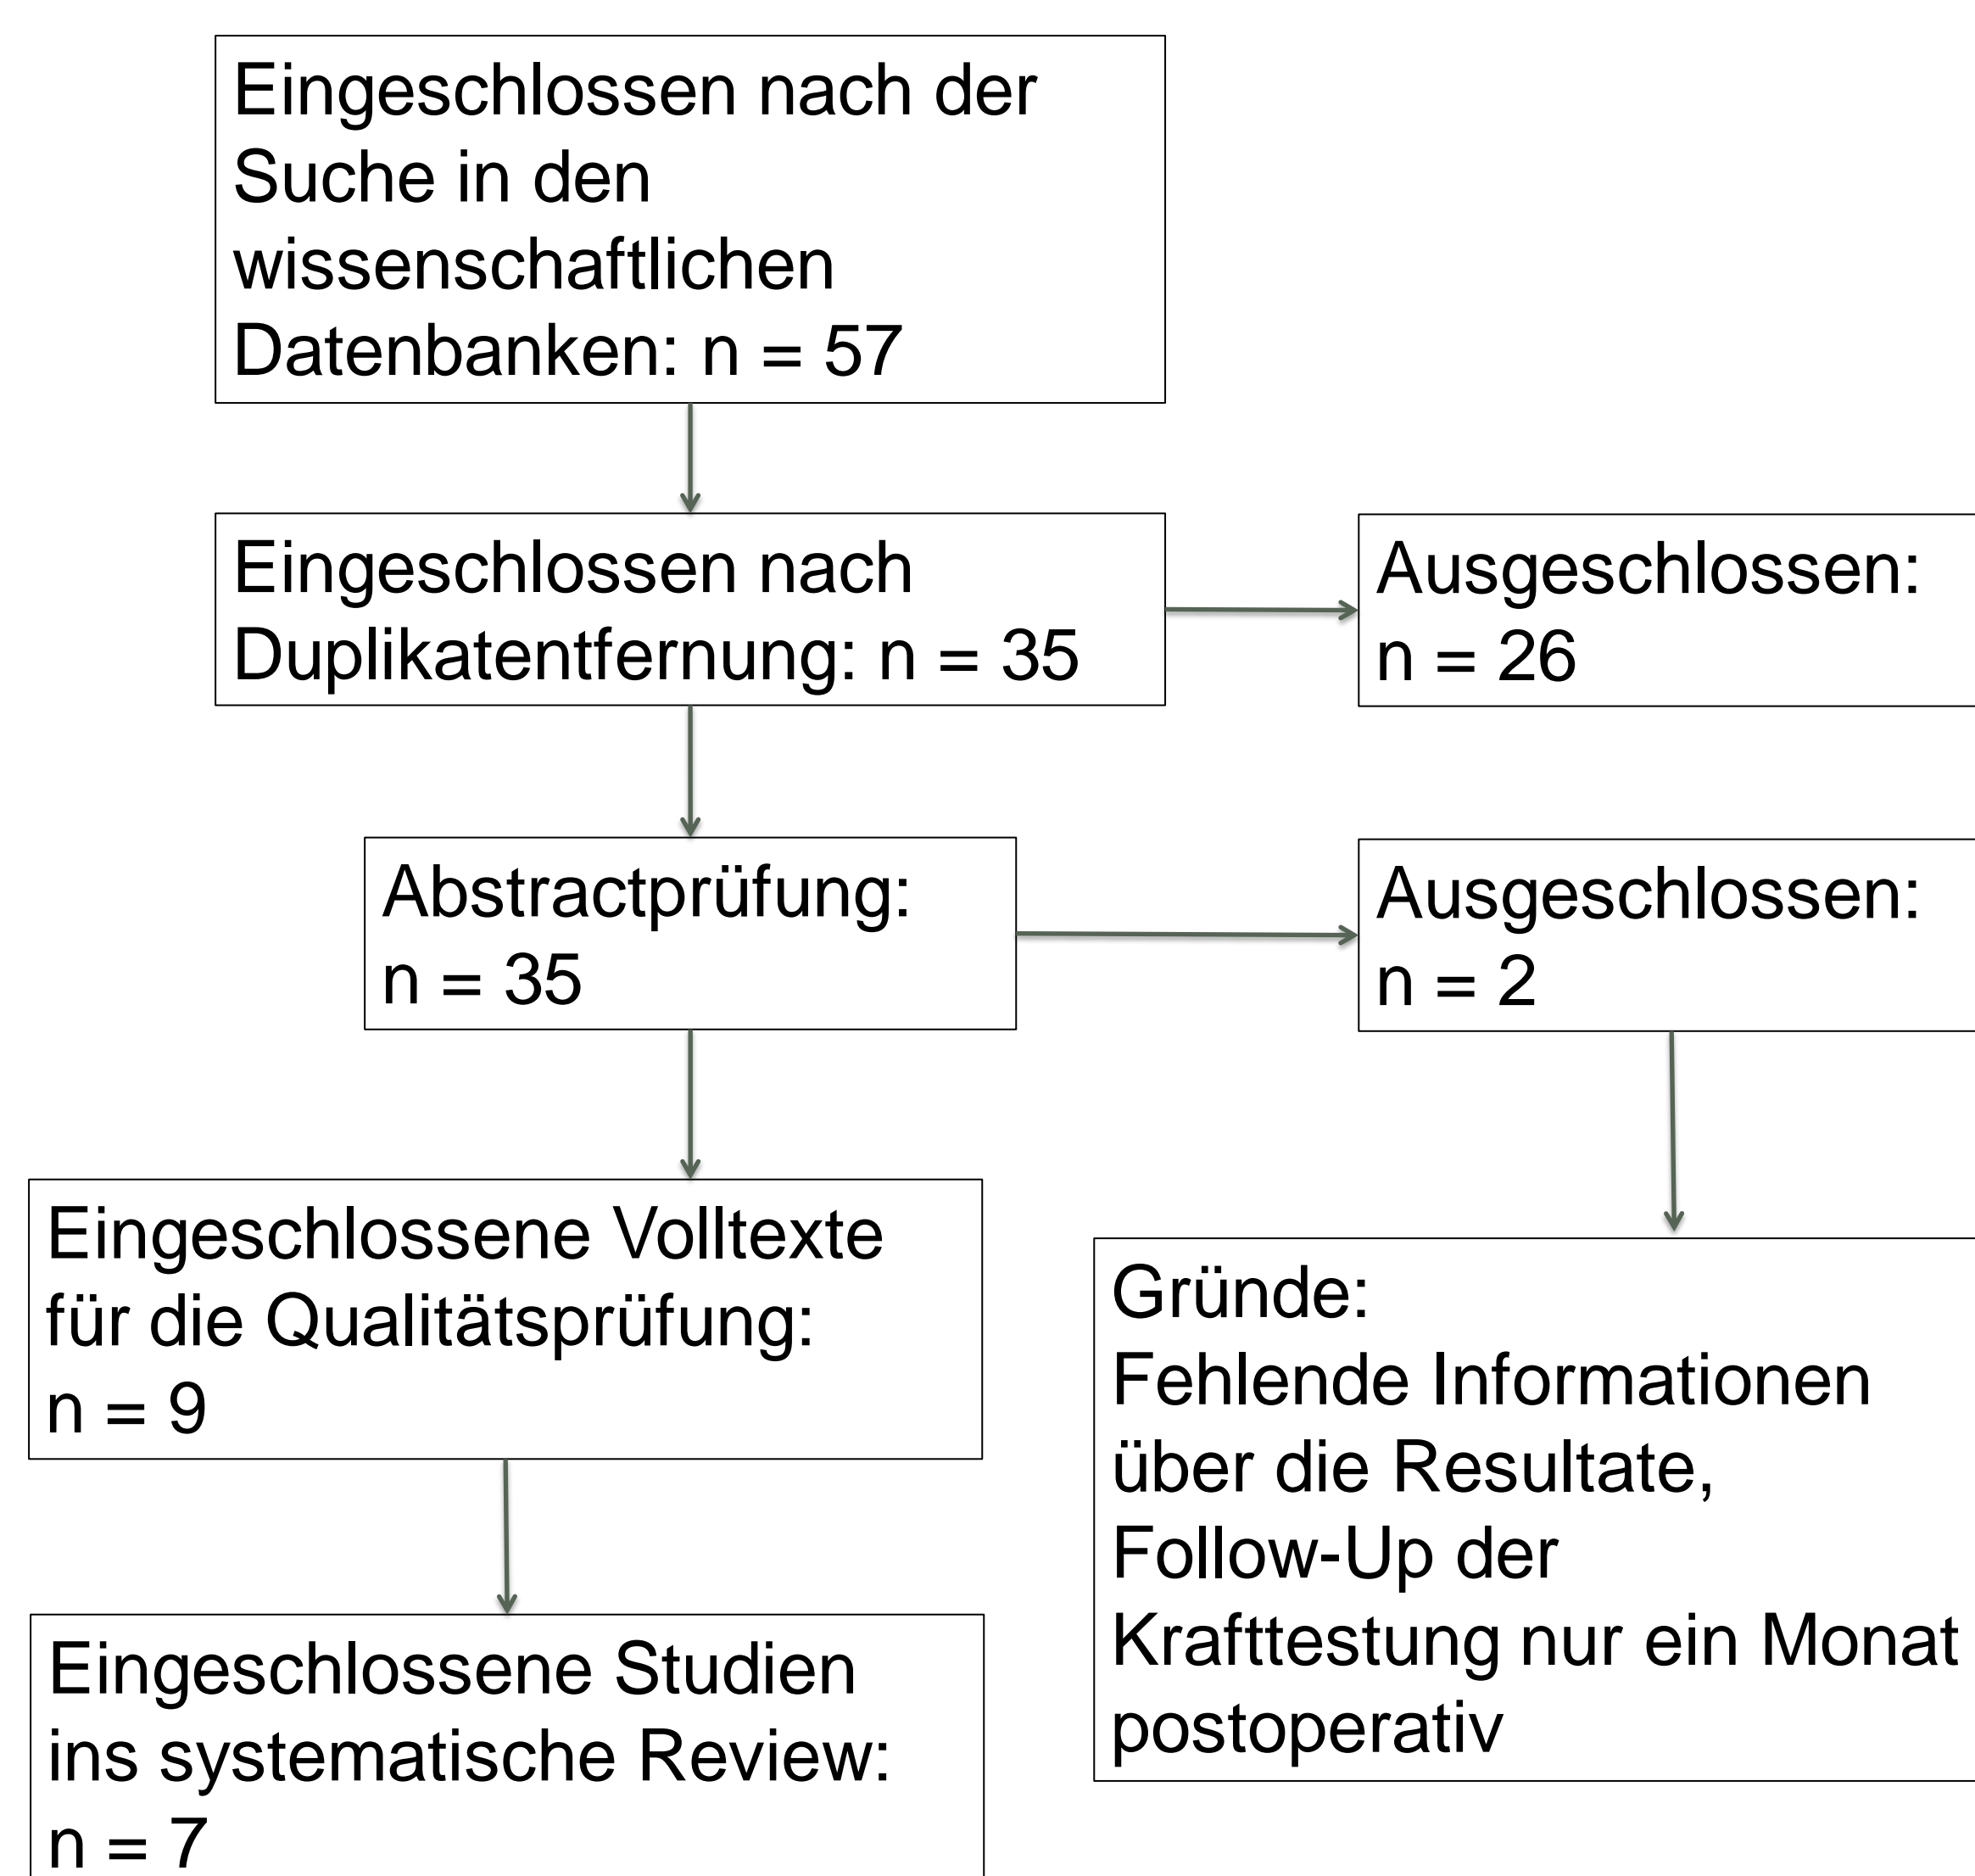 Eingeschlossen nach der
Suche in den
wissenschaftlichen
Datenbanken: n = 57
Eingeschlossen nach
Duplikatentfernung: n = 35
Ausgeschlossen:
n = 26
Abstractprüfung:
n = 35
Ausgeschlossen:
n = 2
Eingeschlossene Volltexte
für die Qualitätsprüfung:
n = 9
Gründe:
Fehlende Informationen
über die Resultate,
Follow-Up der
Krafttestung nur ein Monat
postoperativ
Eingeschlossene Studien
ins systematische Review:
n = 7